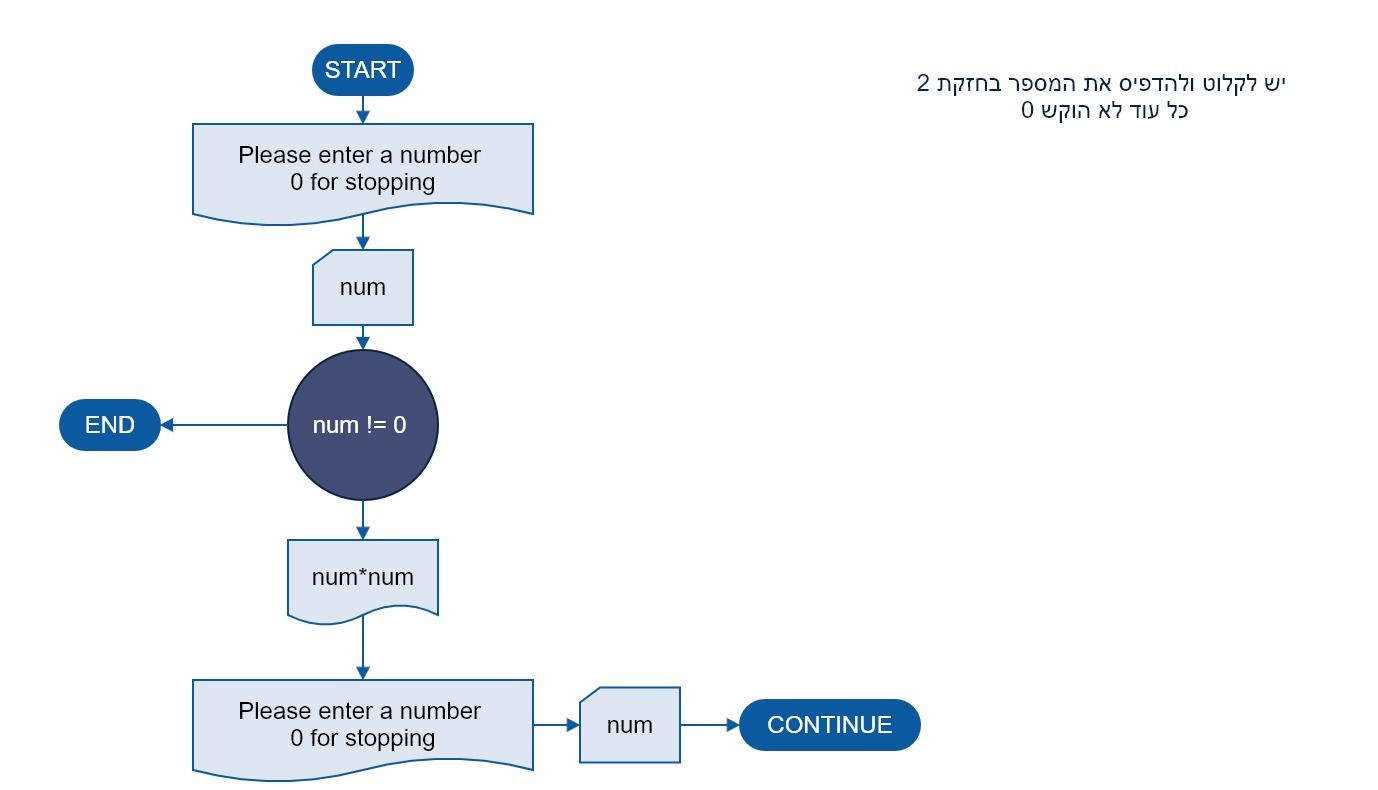 START
יש לקלוט ולהדפיס את המספר בחזקת 2
כל עוד לא הוקש 0
Please enter a number
0 for stopping
num
num != 0
END
num*num
Please enter a number
0 for stopping
num
CONTINUE